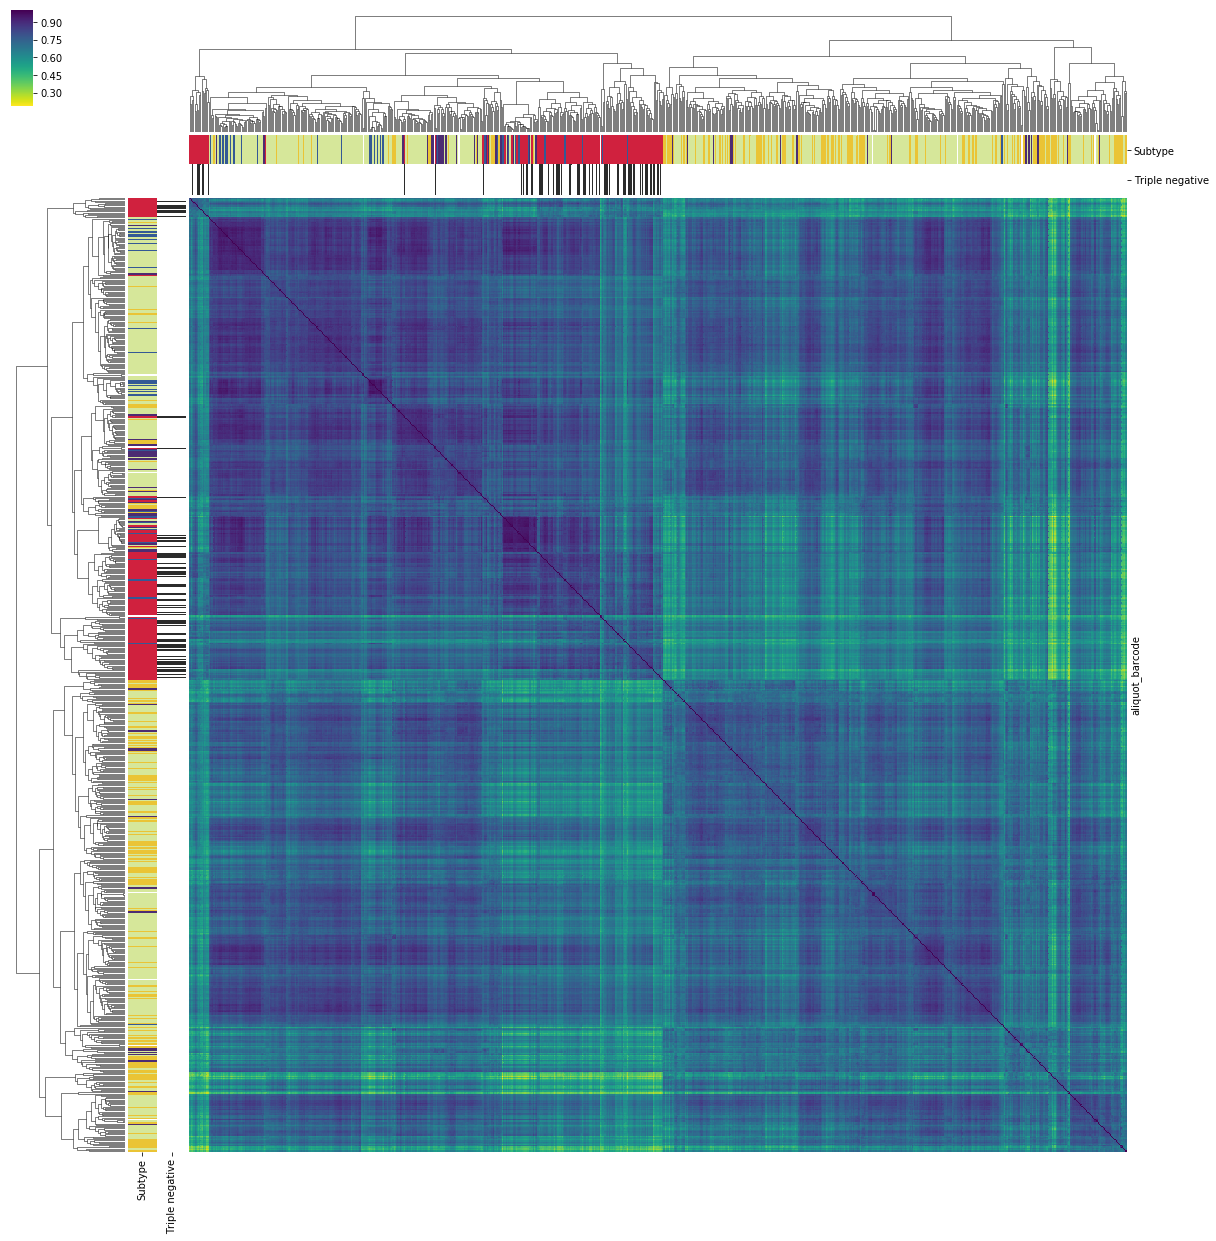 0.90
0.75
0.60
0.45
0.30
Subtype
Triple negative
aliquot_barcode
Subtype
Triple negative